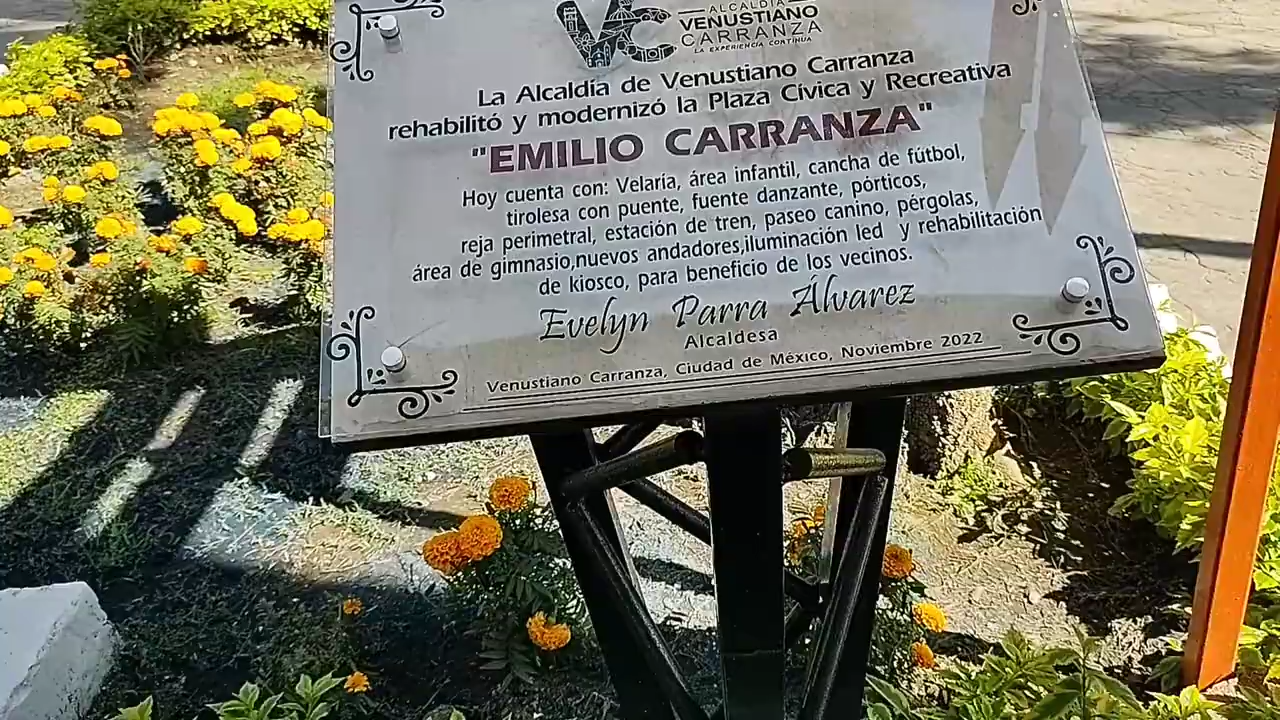 VC
ALCALDÍA
VENUSTIANO
CARRANZA
LA EXPERIENCIA CONTINÚA
La Alcaldía de Venustiano Carranza
rehabilitó y modernizó la Plaza Cívica y Recreativa
"EMILIO CARRANZA"
Hoy cuenta con: Velaria, área infantil, cancha de fútbol,
tirolesa con puente, fuente danzante, pórticos,
reja perimetral, estación de tren, paseo canino, pérgolas,
área de gimnasio,nuevos andadores,iluminación led y rehabilitación
de kiosco, para beneficio de los vecinos.
Evelyn Parra Álvarez
Alcaldesa
Venustiano Carranza, Ciudad de México, Noviembre 2022